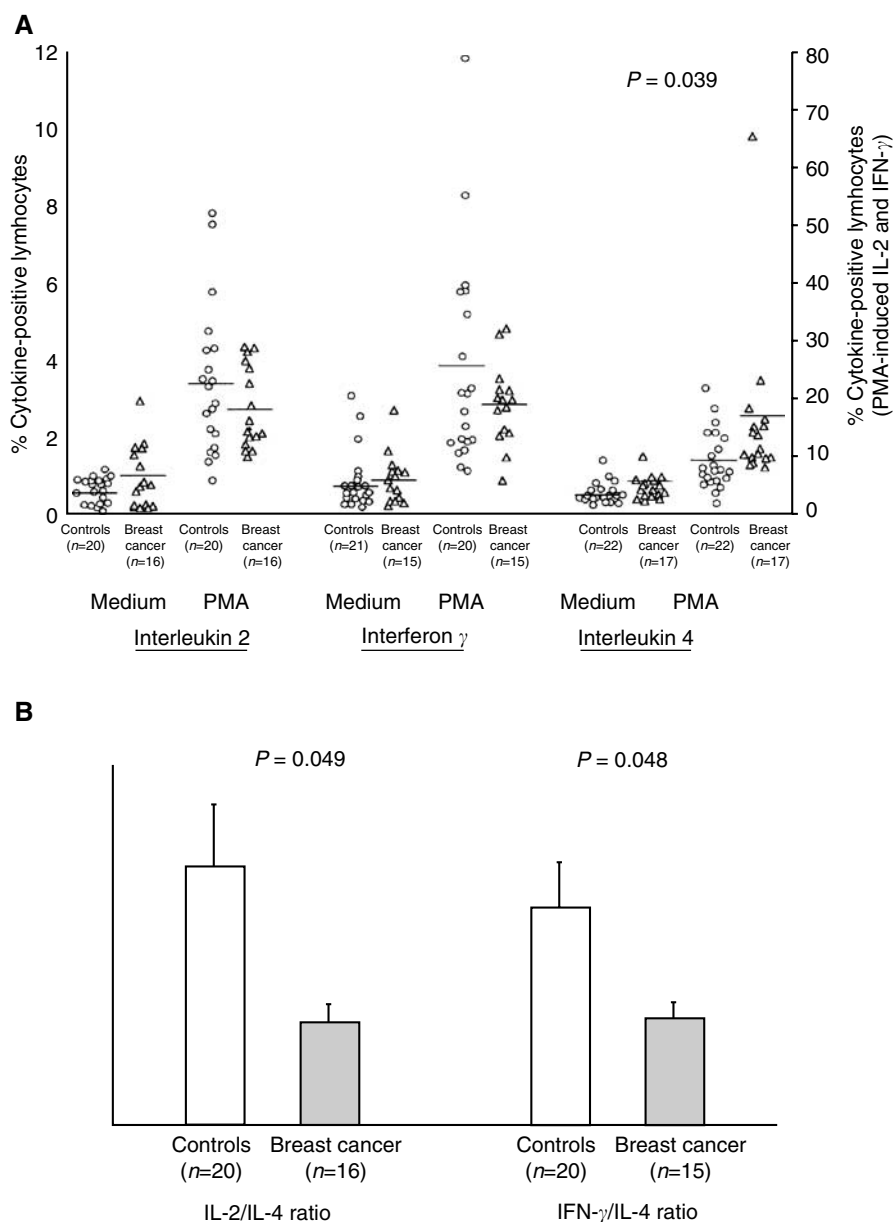 A
12
10
8
6
4
2
0
% Cytokine-positive lymphocytes
P = 0.039
80
70
60
50
40
30
20
10
0
% Cytokine-positive lymphocytes
(PMA-induced IL-2 and IFN-γ)
Controls
(n=20)
Breast
cancer
(n=16)
Controls
(n=20)
Breast
cancer
(n=16)
Controls
(n=21)
Breast
cancer
(n=15)
Controls
(n=20)
Breast
cancer
(n=15)
Controls
(n=22)
Breast
cancer
(n=17)
Controls
(n=22)
Breast
cancer
(n=17)
Medium PMA Medium PMA Medium PMA
Interleukin 2 Interferon γ Interleukin 4
B
P = 0.049 P = 0.048
Controls
(n=20)
Breast cancer
(n=16)
Controls
(n=20)
Breast cancer
(n=15)
IL-2/IL-4 ratio IFN-γ/IL-4 ratio